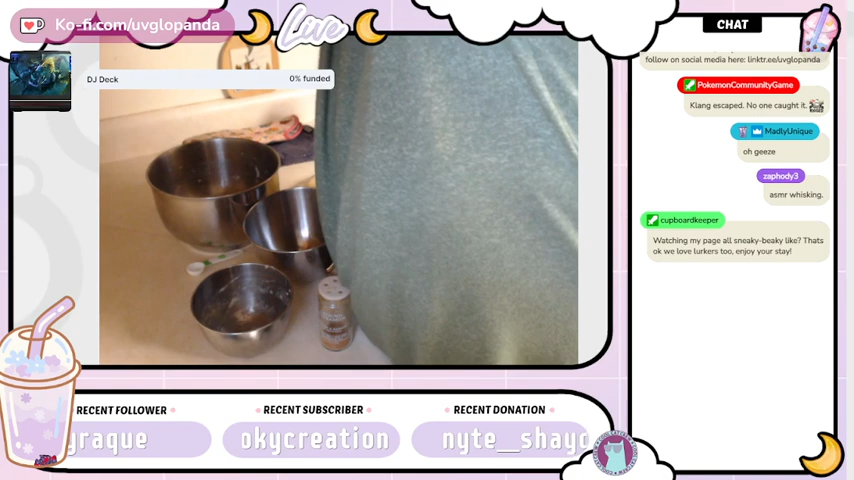 Ko-fi.com/uvglopanda
Live
DJ Deck
0% funded
CHAT
follow on social media here: linktr.ee/uvglopanda
PokemonCommunityGame
Klang escaped. No one caught it.
MadlyUnique
oh geeze
zaphody3
asmr whisking.
cupboardkeeper
Watching my page all sneaky-beaky like? Thats
ok we love lurkers too, enjoy your stay!
RECENT FOLLOWER
RECENT SUBSCRIBER
RECENT DONATION
yraque
okycreation
nyte__shayd